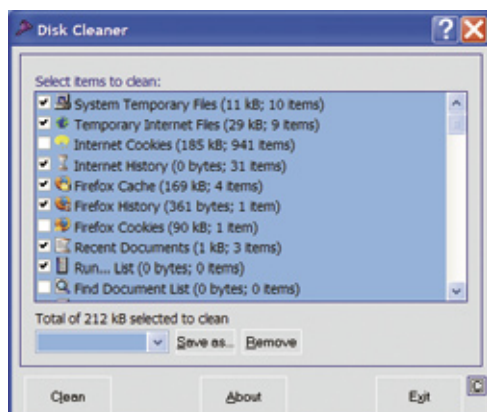 Disk Cleaner
Select items to clean:
System Temporary Files (11 kB; 10 items)
Temporary Internet Files (29 kB; 9 items)
Internet Cookies (185 kB; 941 items)
Internet History (0 bytes; 31 items)
Firefox Cache (169 kB; 4 items)
Firefox History (361 bytes; 1 item)
Firefox Cookies (90 kB; 1 item)
Recent Documents (1 kB; 3 items)
Run... List (0 bytes; 0 items)
Find Document List (0 bytes; 0 items)
Total of 212 kB selected to clean
Save as... Remove
Clean About Exit C